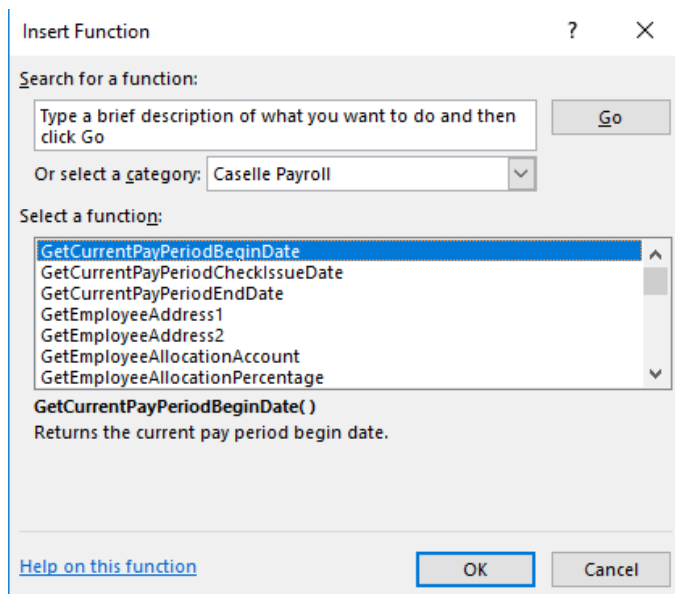 Insert Function
?
Search for a function:
Type a brief description of what you want to do and then
click Go
Go
Or select a category: Caselle Payroll
Select a function:
GetCurrentPayPeriodBeginDate
GetCurrentPayPeriodCheckIssueDate
GetCurrentPayPeriodEndDate
GetEmployeeAddress1
GetEmployeeAddress2
GetEmployeeAllocationAccount
GetEmployeeAllocationPercentage
GetCurrentPayPeriodBeginDate( )
Returns the current pay period begin date.
Help on this function
OK
Cancel